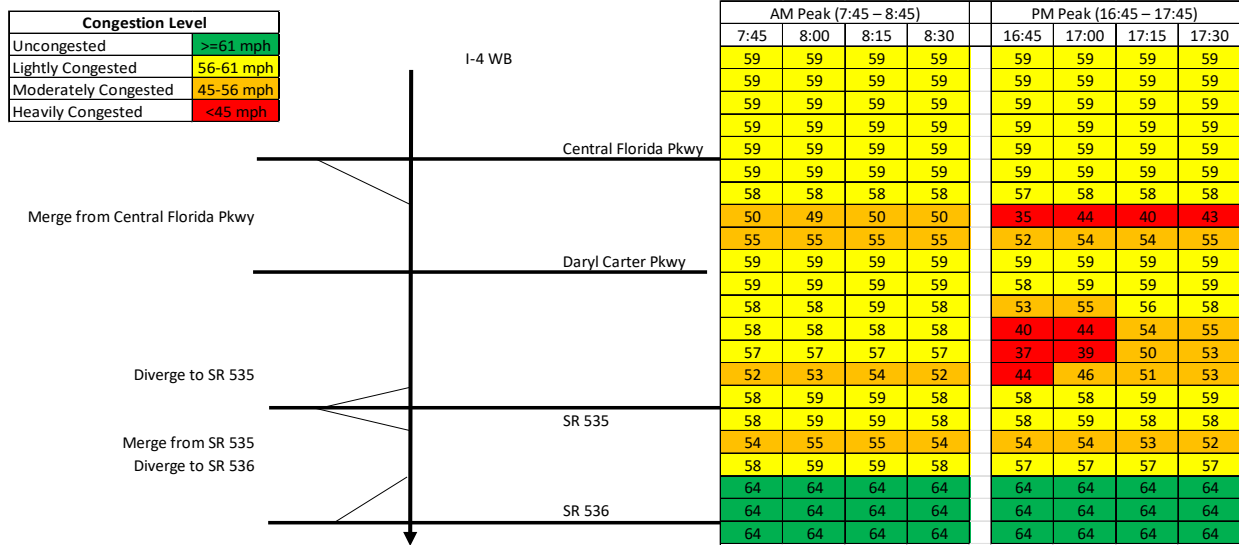 Congestion Level
Uncongested >=61 mph
Lightly Congested 56-61 mph
Moderately Congested 45-56 mph
Heavily Congested <45 mph
I-4 WB
Central Florida Pkwy
Merge from Central Florida Pkwy
Daryl Carter Pkwy
Diverge to SR 535
SR 535
Merge from SR 535
Diverge to SR 536
SR 536
AM Peak (7:45 – 8:45) PM Peak (16:45 – 17:45)
7:45 8:00 8:15 8:30 16:45 17:00 17:15 17:30
59 59 59 59 59 59 59 59
59 59 59 59 59 59 59 59
59 59 59 59 59 59 59 59
59 59 59 59 59 59 59 59
59 59 59 59 59 59 59 59
59 59 59 59 59 59 59 59
58 58 58 58 57 58 58 58
50 49 50 50 35 44 40 43
55 55 55 55 52 54 54 55
59 59 59 59 59 59 59 59
59 59 59 59 58 59 59 59
58 58 59 58 53 55 56 58
58 58 58 58 40 44 54 55
57 57 57 57 37 39 50 53
52 53 54 52 44 46 51 53
58 59 59 58 58 58 59 59
58 59 59 58 58 59 58 58
54 55 55 54 54 54 53 52
58 59 59 58 57 57 57 57
64 64 64 64 64 64 64 64
64 64 64 64 64 64 64 64
64 64 64 64 64 64 64 64